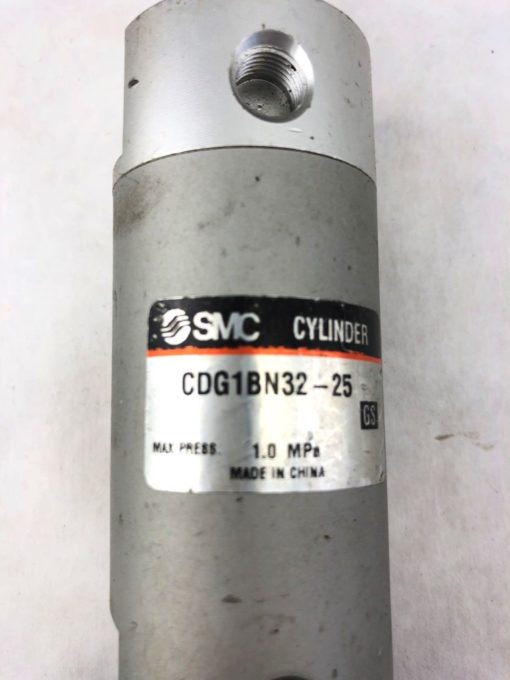 SMC CYLINDER
CDG1BN32-25
GS
MAX PRESS. 1.0 MPa
MADE IN CHINA